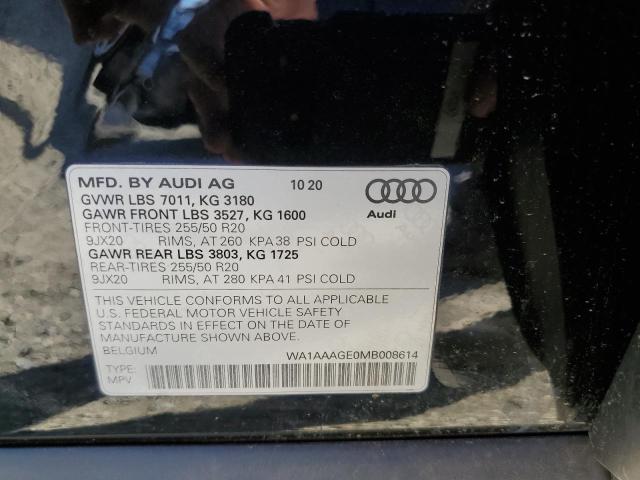 MFD. BY AUDI AG 10 20
GVWR LBS 7011, KG 3180
GAWR FRONT LBS 3527, KG 1600
FRONT-TIRES 255/50 R20
9JX20 RIMS, AT 260 KPA 38 PSI COLD
GAWR REAR LBS 3803, KG 1725
REAR-TIRES 255/50 R20
9JX20 RIMS, AT 280 KPA 41 PSI COLD
Audi
THIS VEHICLE CONFORMS TO ALL APPLICABLE
U.S. FEDERAL MOTOR VEHICLE SAFETY
STANDARDS IN EFFECT ON THE DATE OF
MANUFACTURE SHOWN ABOVE.
BELGIUM WA1AAAGE0MB008614
TYPE:
MPV